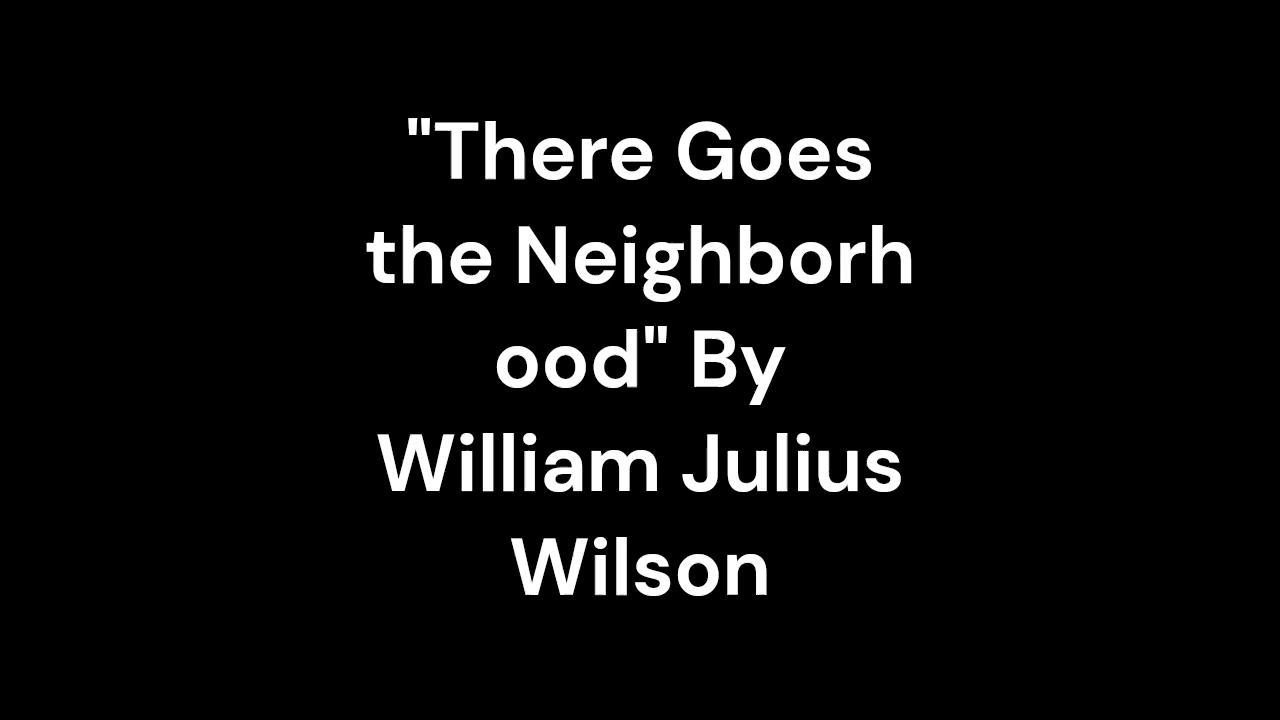 "There Goes
the Neighborh
ood" By
William Julius
Wilson